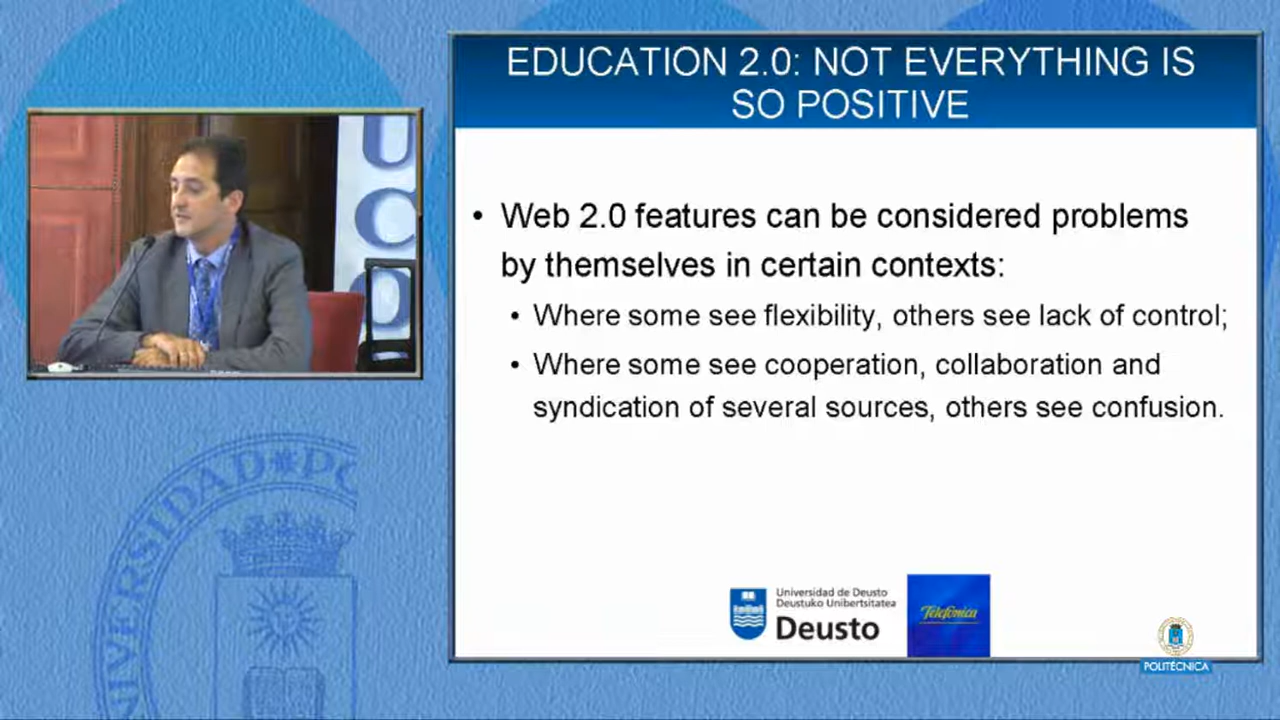 EDUCATION 2.0: NOT EVERYTHING IS
SO POSITIVE
• Web 2.0 features can be considered problems
by themselves in certain contexts:
• Where some see flexibility, others see lack of control;
• Where some see cooperation, collaboration and
syndication of several sources, others see confusion.
Universidad de Deusto
Deustuko Unibertsitatea
Deusto
Telefónica
POLITÉCNICA
UNIVERSIDAD PO
U
C